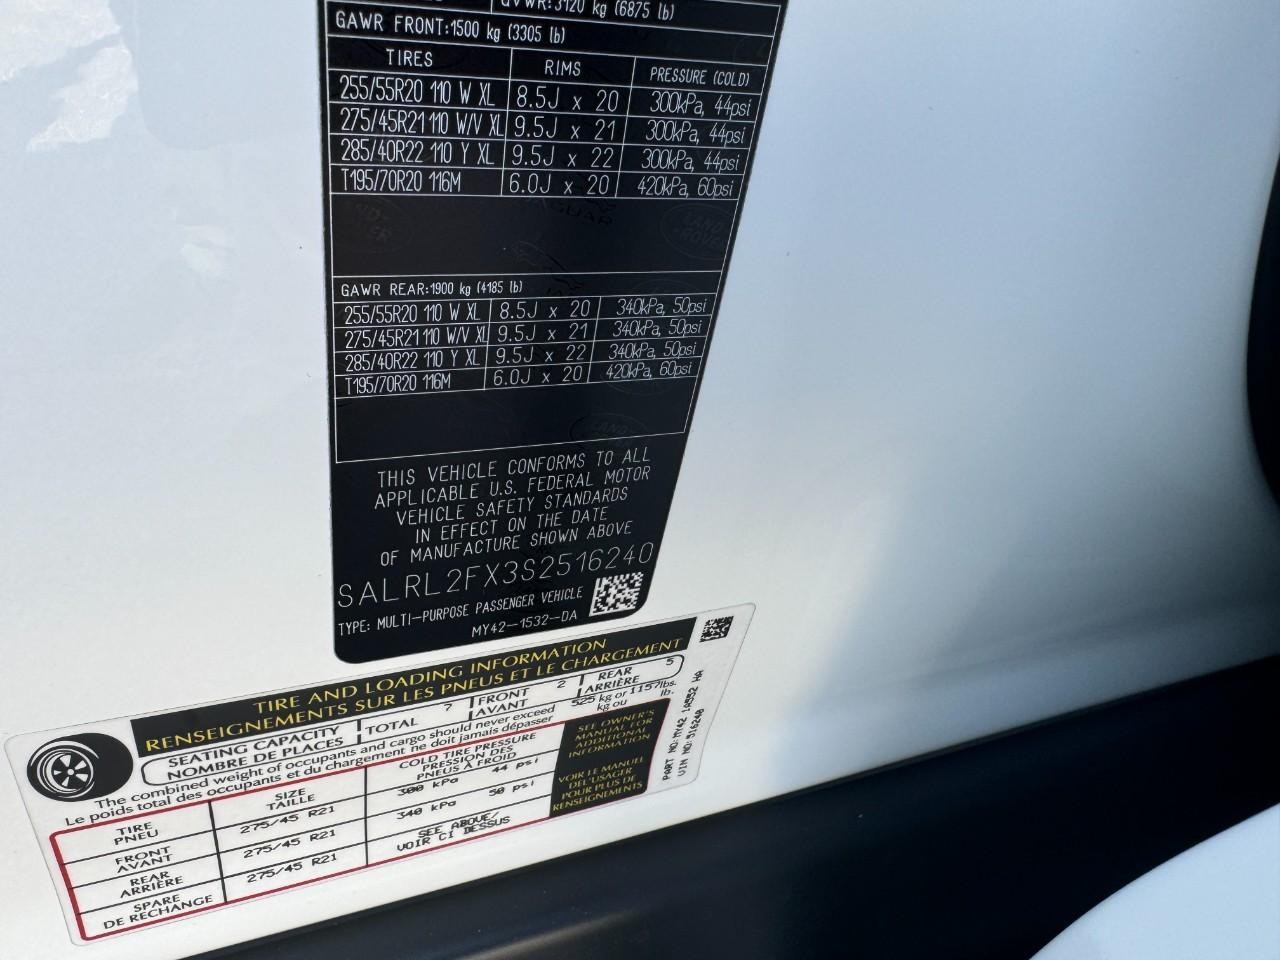 GVWR:3120 kg (6875 lb)
GAWR FRONT:1500 kg (3305 lb)
TIRES RIMS PRESSURE (COLD)
255/55R20 110 W XL 8.5J x 20 300kPa, 44psi
275/45R21 110 W/V XL 9.5J x 21 300kPa, 44psi
285/40R22 110 Y XL 9.5J x 22 300kPa, 44psi
T195/70R20 116M 6.0J x 20 420kPa, 60psi
JAGUAR
LAND-
ROVER
GAWR REAR:1900 kg (4185 lb)
255/55R20 110 W XL 8.5J x 20 340kPa, 50psi
275/45R21 110 W/V XL 9.5J x 21 340kPa, 50psi
285/40R22 110 Y XL 9.5J x 22 340kPa, 50psi
T195/70R20 116M 6.0J x 20 420kPa, 60psi
THIS VEHICLE CONFORMS TO ALL
APPLICABLE U.S. FEDERAL MOTOR
VEHICLE SAFETY STANDARDS
IN EFFECT ON THE DATE
OF MANUFACTURE SHOWN ABOVE
SALRL2FX3S2516240
TYPE: MULTI-PURPOSE PASSENGER VEHICLE
MY42-1532-DA
TIRE AND LOADING INFORMATION
RENSEIGNEMENTS SUR LES PNEUS ET LE CHARGEMENT
SEATING CAPACITY TOTAL 7 FRONT 2 REAR 5
NOMBRE DE PLACES AVANT ARRIÈRE
The combined weight of occupants and cargo should never exceed 525 kg or 1157 lbs.
Le poids total des occupants et du chargement ne doit jamais dépasser kg ou lb.
TIRE SIZE COLD TIRE PRESSURE
PNEU TAILLE PRESSION DES
PNEUS À FROID
FRONT 275/45 R21 300 kPa 44 psi
AVANT
REAR 275/45 R21 340 kPa 50 psi
ARRIÈRE
SPARE 275/45 R21 SEE ABOVE/
DE RECHANGE VOIR CI DESSUS
SEE OWNER'S
MANUAL FOR
ADDITIONAL
INFORMATION
VOIR LE MANUEL
DEL'USAGER
POUR PLUS DE
RENSEIGNEMENTS
PART NO: MY42 1A552 HA
VIN NO: 516240